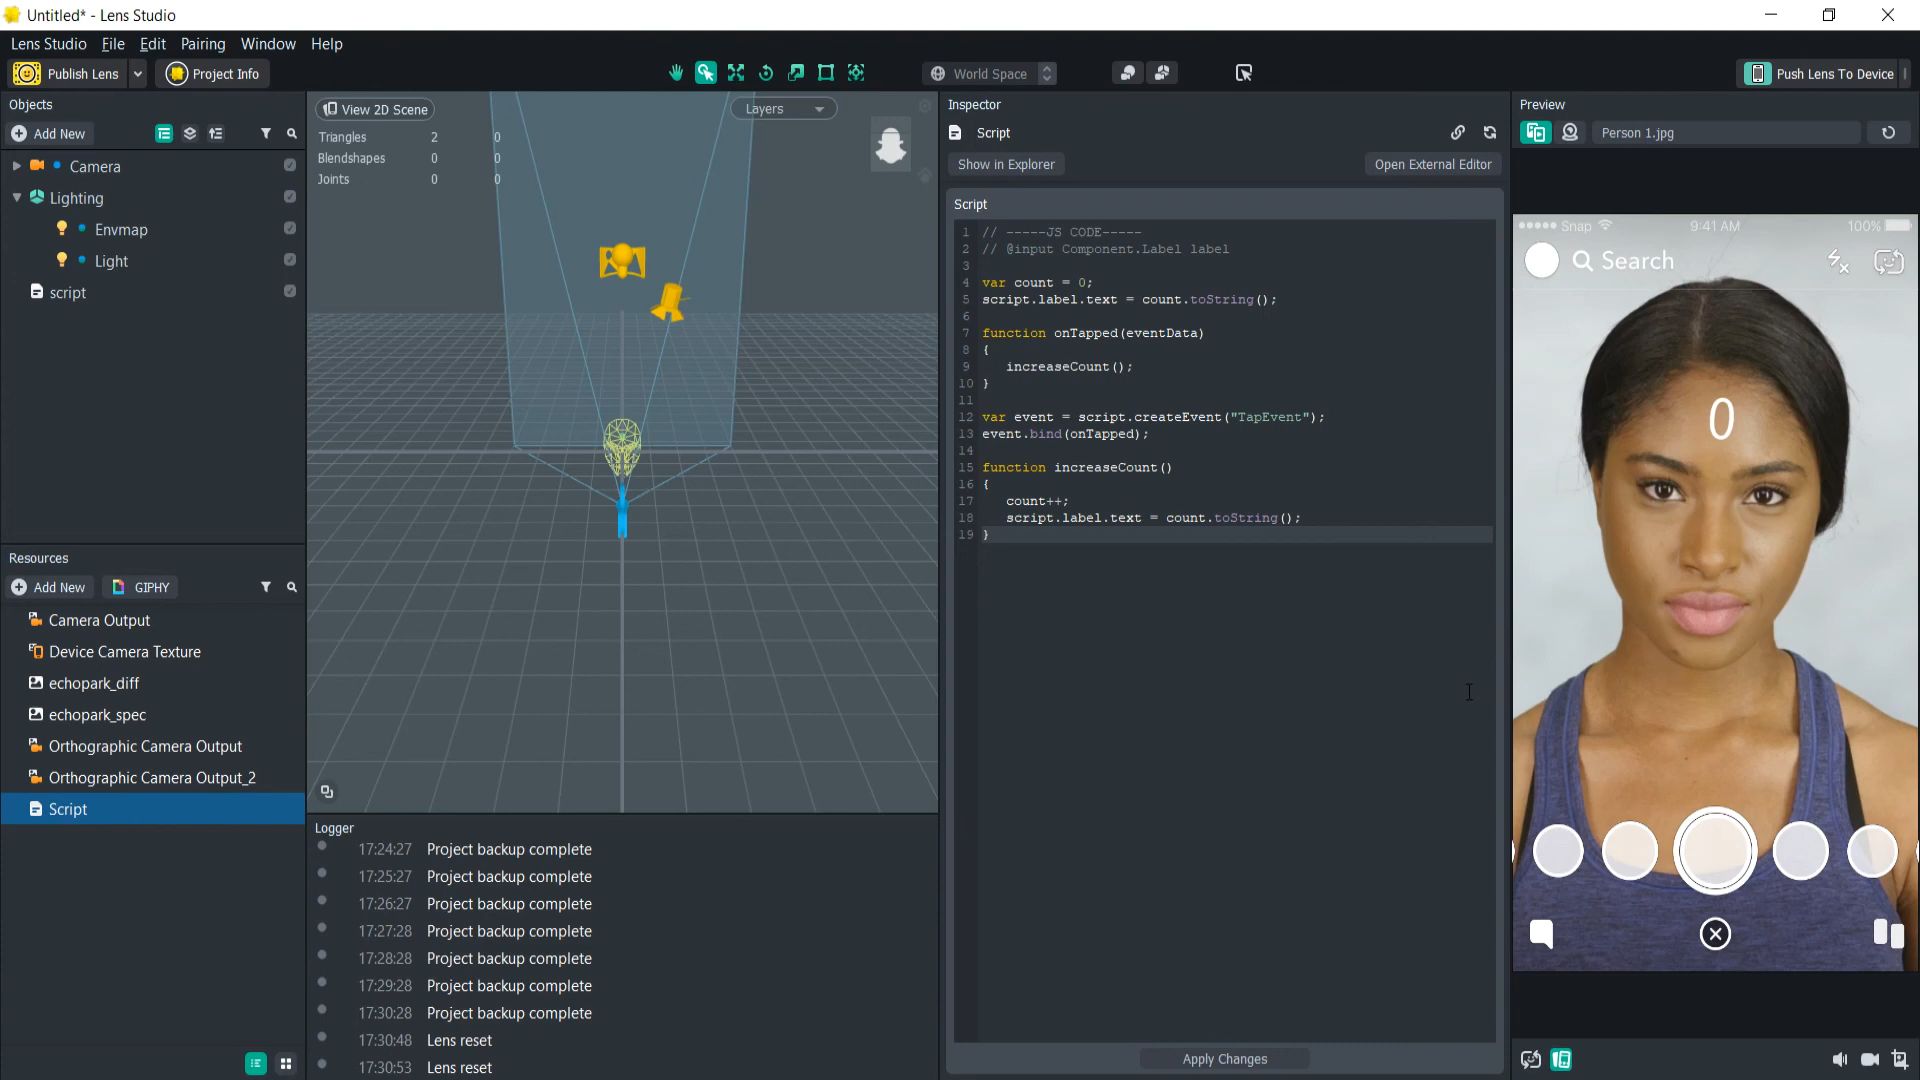 Untitled* - Lens Studio
Lens Studio File Edit Pairing Window Help
Publish Lens Project Info World Space Push Lens To Device
Objects
Add New
Camera
Lighting
Envmap
Light
script
Resources
Add New GIPHY
Camera Output
Device Camera Texture
echopark_diff
echopark_spec
Orthographic Camera Output
Orthographic Camera Output_2
Script
View 2D Scene Layers
Triangles 2 0
Blendshapes 0 0
Joints 0 0
Logger
17:24:27 Project backup complete
17:25:27 Project backup complete
17:26:27 Project backup complete
17:27:28 Project backup complete
17:28:28 Project backup complete
17:29:28 Project backup complete
17:30:28 Project backup complete
17:30:48 Lens reset
17:30:53 Lens reset
Inspector
Script
Show in Explorer Open External Editor
Script
1 // -----JS CODE-----
2 // @input Component.Label label
3
4 var count = 0;
5 script.label.text = count.toString();
6
7 function onTapped(eventData)
8 {
9 increaseCount();
10 }
11
12 var event = script.createEvent("TapEvent");
13 event.bind(onTapped);
14
15 function increaseCount()
16 {
17 count++;
18 script.label.text = count.toString();
19 }
Apply Changes
Preview
Person 1.jpg
Snap 9:41 AM 100%
Search
0